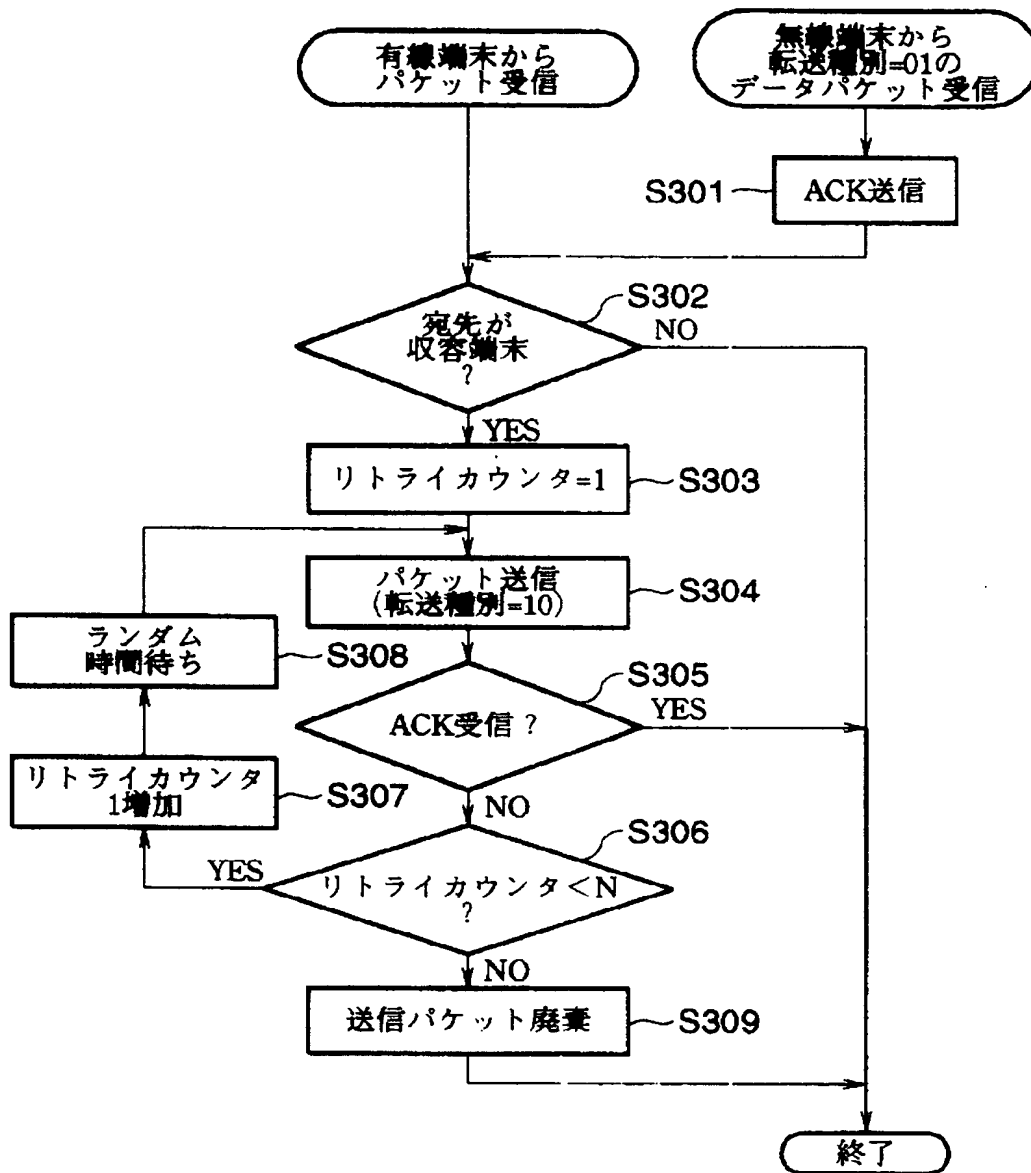 有線端末から
パケット受信
無線端末から
転送種別=01の
データパケット受信
S301
ACK送信
S302
宛先が
収容端末
?
NO
YES
リトライカウンタ=1
S303
パケット送信
(転送種別=10)
S304
ランダム
時間待ち
S308
S305
ACK受信?
YES
リトライカウンタ
1増加
S307
NO
S306
YES
リトライカウンタ<N
?
NO
送信パケット廃棄
S309
終了